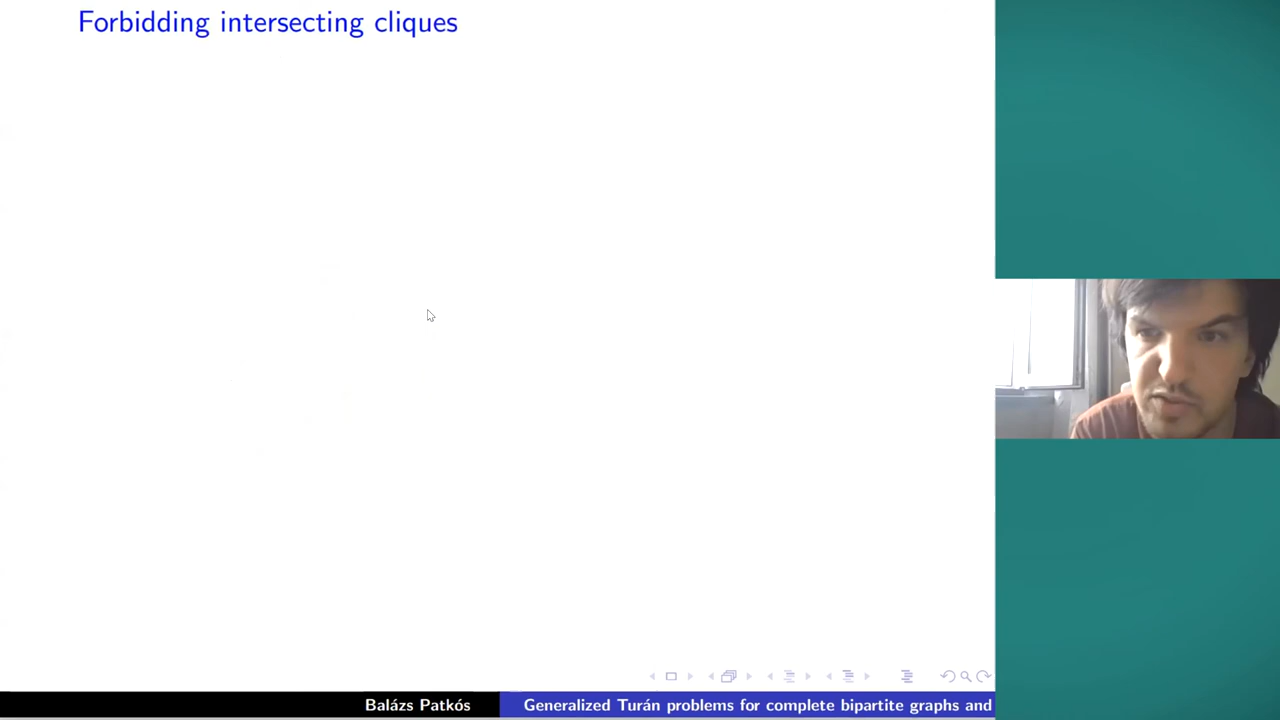 Forbidding intersecting cliques
Balázs Patkós
Generalized Turán problems for complete bipartite graphs and